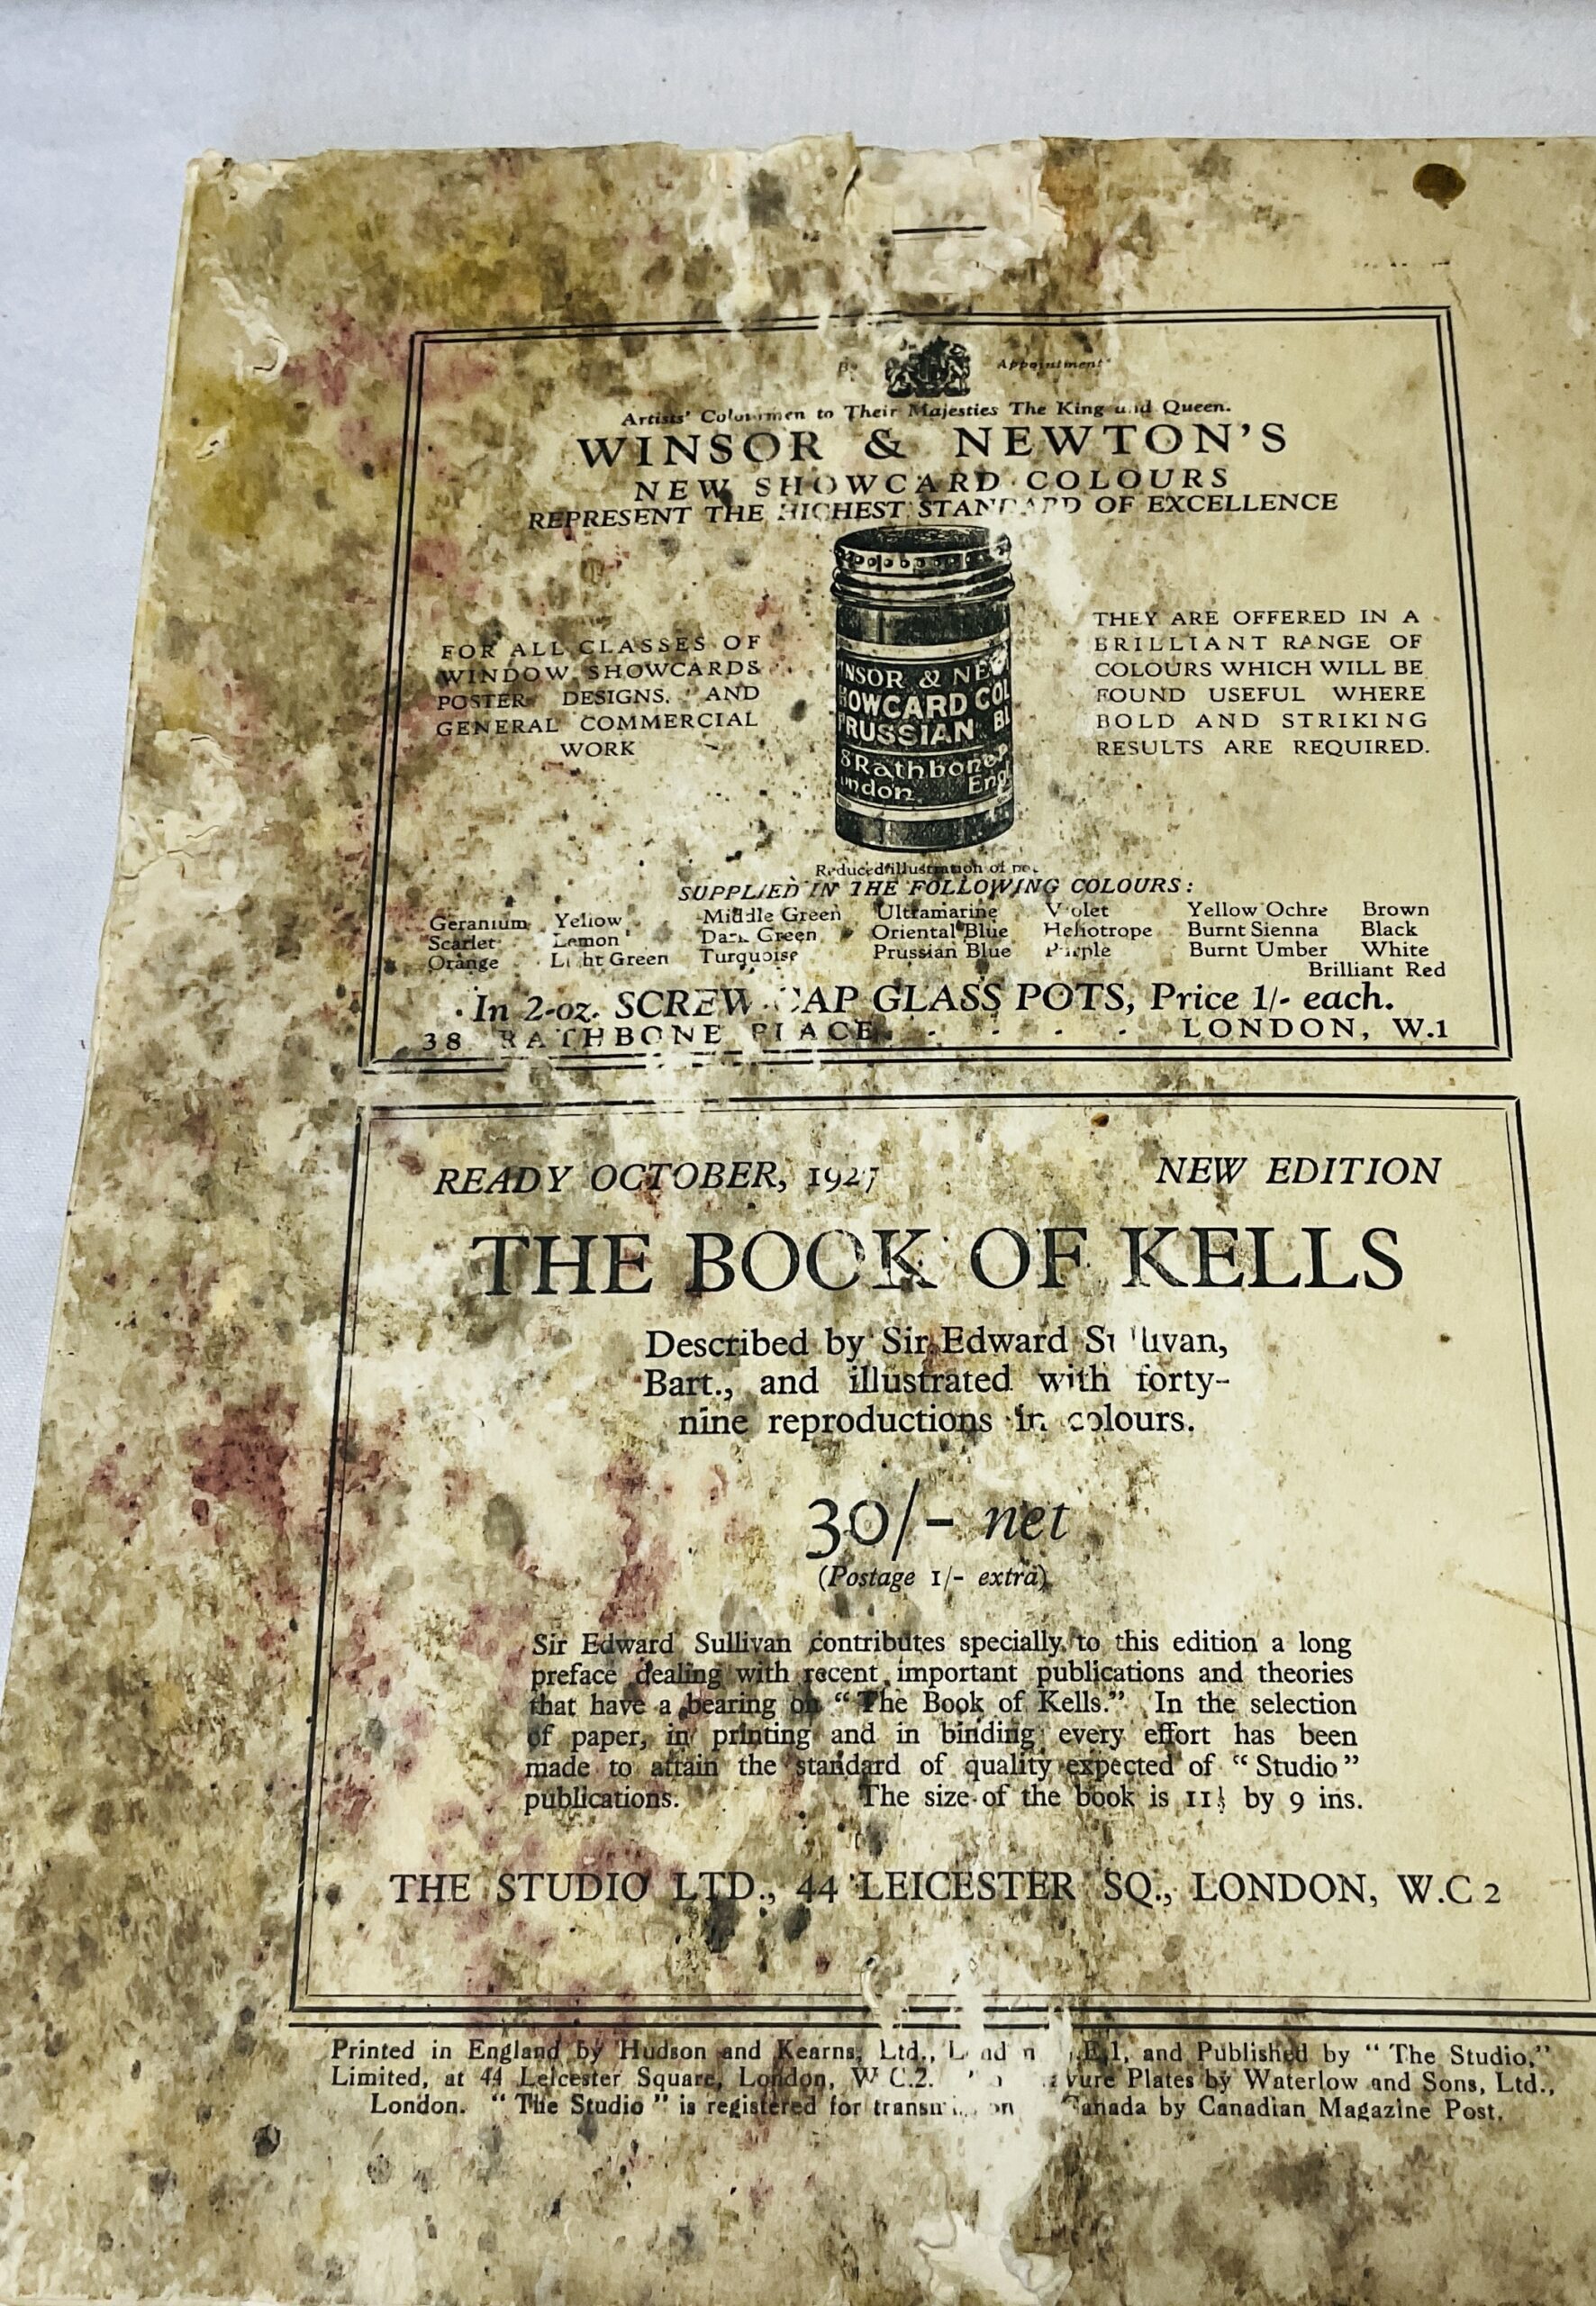 By Appointment
Artists' Colourmen to Their Majesties The King and Queen.
WINSOR & NEWTON'S
NEW SHOWCARD COLOURS
REPRESENT THE HIGHEST STANDARD OF EXCELLENCE
FOR ALL CLASSES OF
WINDOW SHOWCARDS
POSTER DESIGNS, AND
GENERAL COMMERCIAL
WORK
INSOR & NE
HOWCARD COL
PRUSSIAN BL
8 Rathbone P
ondon Engl
THEY ARE OFFERED IN A
BRILLIANT RANGE OF
COLOURS WHICH WILL BE
FOUND USEFUL WHERE
BOLD AND STRIKING
RESULTS ARE REQUIRED.
Reduced illustration of
SUPPLIED IN THE FOLLOWING COLOURS:
Geranium Yellow Middle Green Ultramarine Violet Yellow Ochre Brown
Scarlet Lemon Dark Green Oriental Blue Heliotrope Burnt Sienna Black
Orange Light Green Turquoise Prussian Blue Purple Burnt Umber White
Brilliant Red
In 2-oz. SCREW CAP GLASS POTS, Price 1/- each.
38 RATHBONE PLACE - - - - LONDON, W.1
READY OCTOBER, 1927 NEW EDITION
THE BOOK OF KELLS
Described by Sir Edward Sullivan,
Bart., and illustrated with forty-
nine reproductions in colours.
30/- net
(Postage 1/- extra)
Sir Edward Sullivan contributes specially to this edition a long
preface dealing with recent important publications and theories
that have a bearing on "The Book of Kells." In the selection
of paper, in printing and in binding every effort has been
made to attain the standard of quality expected of "Studio"
publications. The size of the book is by 9 ins.
THE STUDIO LTD., 44 LEICESTER SQ., LONDON, W.C 2
Printed in England by Hudson and Kearns, Ltd., London and Published by "The Studio,"
Limited, at 44 Leicester Square, London, W.C.2. Plates by Waterlow and Sons, Ltd.,
London. "The Studio" is registered for Canada by Canadian Magazine Post.